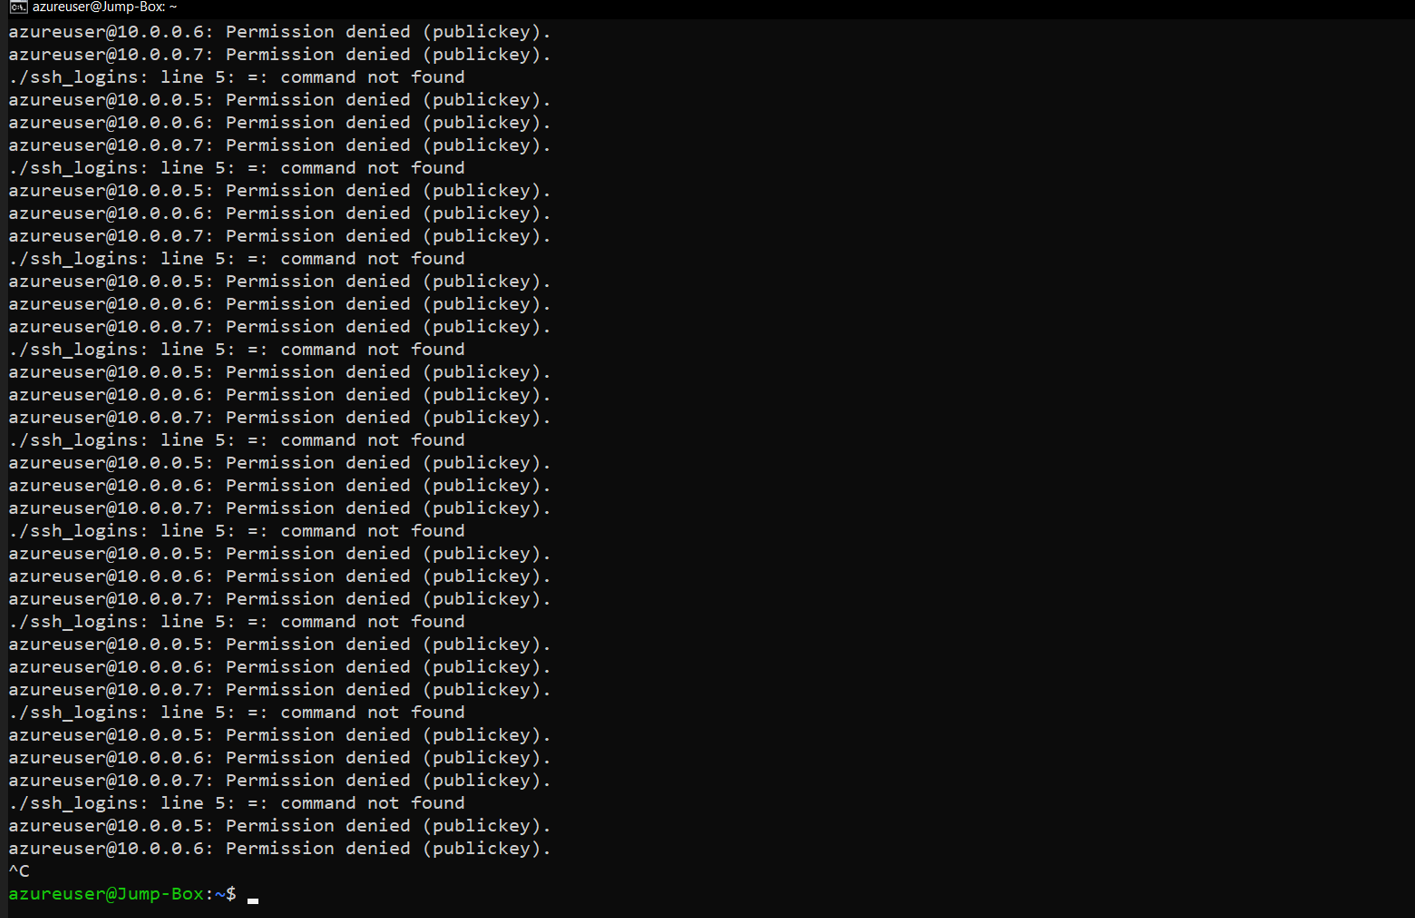 azureuser@Jump-Box: ~
azureuser@10.0.0.6: Permission denied (publickey).
azureuser@10.0.0.7: Permission denied (publickey).
./ssh_logins: line 5: =: command not found
azureuser@10.0.0.5: Permission denied (publickey).
azureuser@10.0.0.6: Permission denied (publickey).
azureuser@10.0.0.7: Permission denied (publickey).
./ssh_logins: line 5: =: command not found
azureuser@10.0.0.5: Permission denied (publickey).
azureuser@10.0.0.6: Permission denied (publickey).
azureuser@10.0.0.7: Permission denied (publickey).
./ssh_logins: line 5: =: command not found
azureuser@10.0.0.5: Permission denied (publickey).
azureuser@10.0.0.6: Permission denied (publickey).
azureuser@10.0.0.7: Permission denied (publickey).
./ssh_logins: line 5: =: command not found
azureuser@10.0.0.5: Permission denied (publickey).
azureuser@10.0.0.6: Permission denied (publickey).
azureuser@10.0.0.7: Permission denied (publickey).
./ssh_logins: line 5: =: command not found
azureuser@10.0.0.5: Permission denied (publickey).
azureuser@10.0.0.6: Permission denied (publickey).
azureuser@10.0.0.7: Permission denied (publickey).
./ssh_logins: line 5: =: command not found
azureuser@10.0.0.5: Permission denied (publickey).
azureuser@10.0.0.6: Permission denied (publickey).
azureuser@10.0.0.7: Permission denied (publickey).
./ssh_logins: line 5: =: command not found
azureuser@10.0.0.5: Permission denied (publickey).
azureuser@10.0.0.6: Permission denied (publickey).
azureuser@10.0.0.7: Permission denied (publickey).
./ssh_logins: line 5: =: command not found
azureuser@10.0.0.5: Permission denied (publickey).
azureuser@10.0.0.6: Permission denied (publickey).
azureuser@10.0.0.7: Permission denied (publickey).
./ssh_logins: line 5: =: command not found
azureuser@10.0.0.5: Permission denied (publickey).
azureuser@10.0.0.6: Permission denied (publickey).
^C
azureuser@Jump-Box:~$